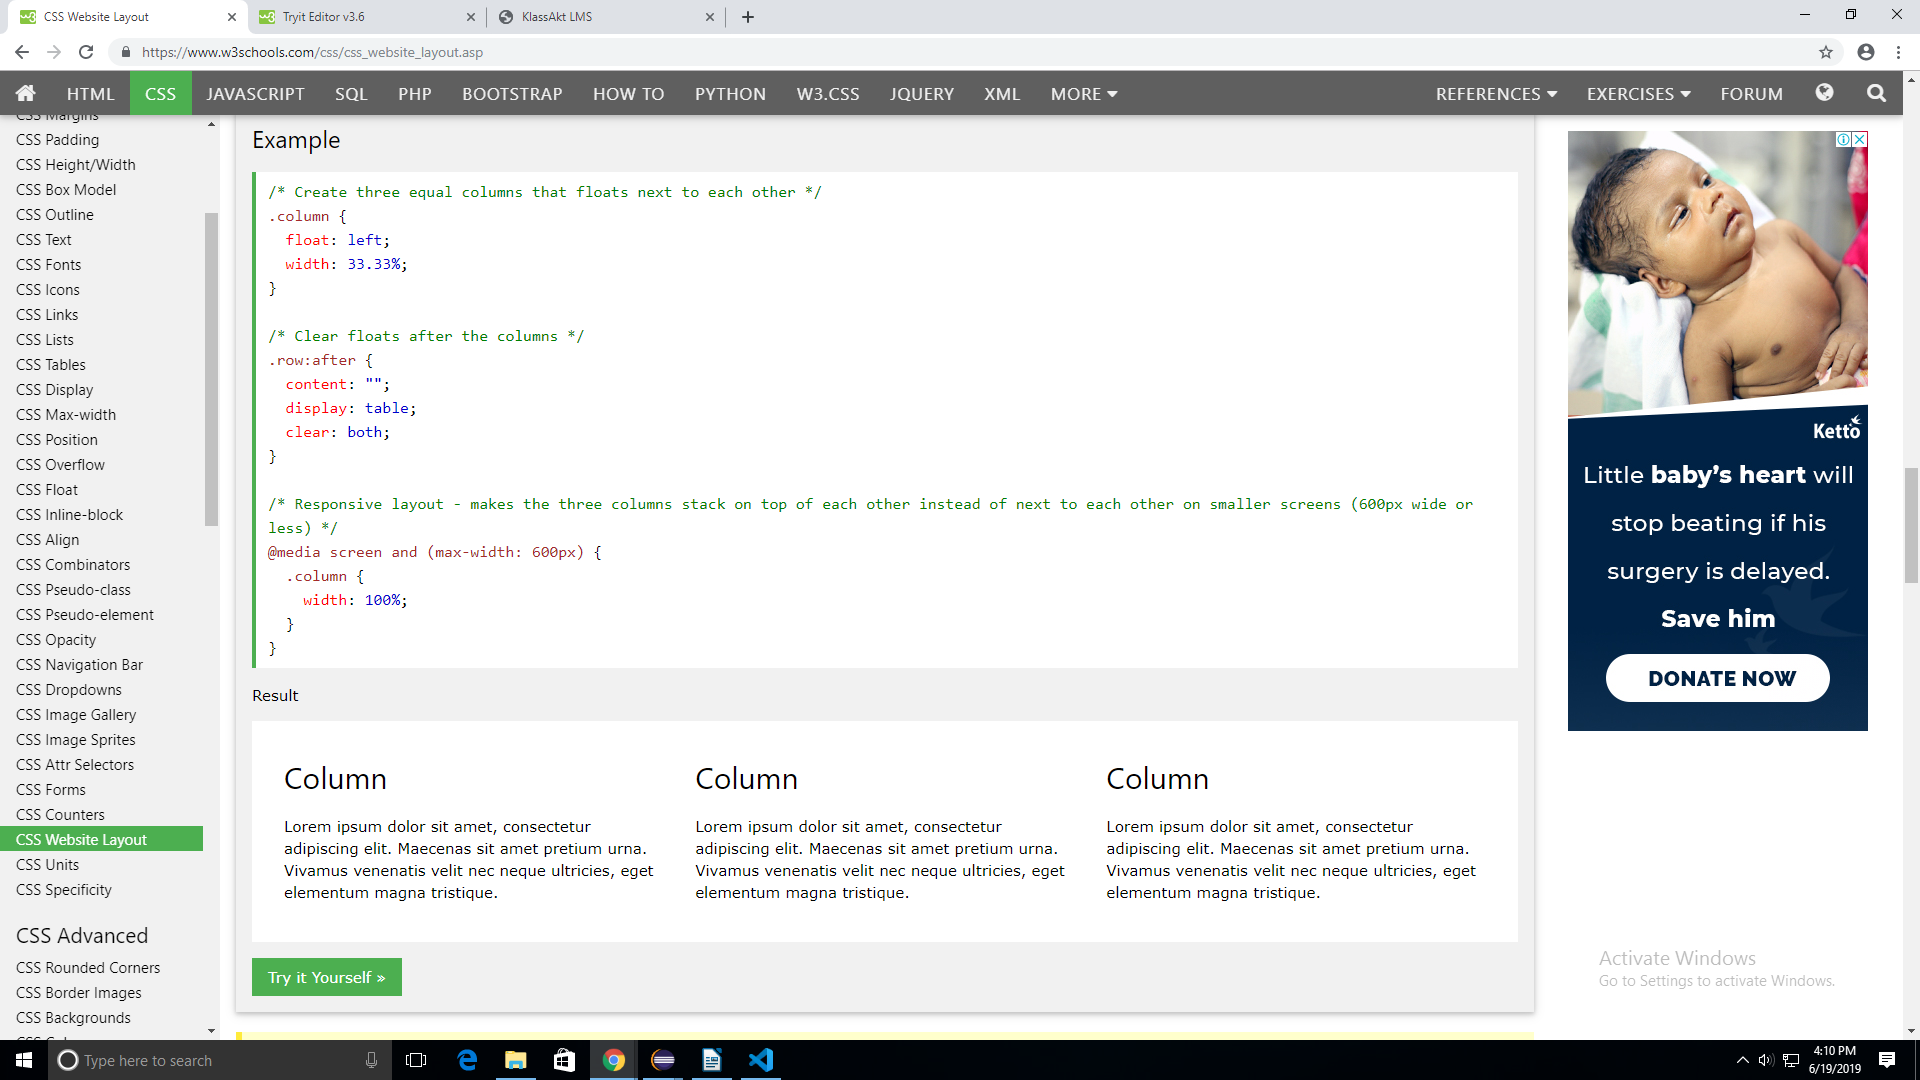 CSS Website Layout
Tryit Editor v3.6
KlassAkt LMS
https://www.w3schools.com/css/css_website_layout.asp
HTML
CSS
JAVASCRIPT
SQL
PHP
BOOTSTRAP
HOW TO
PYTHON
W3.CSS
JQUERY
XML
MORE
REFERENCES
EXERCISES
FORUM
CSS Margins
CSS Padding
CSS Height/Width
CSS Box Model
CSS Outline
CSS Text
CSS Fonts
CSS Icons
CSS Links
CSS Lists
CSS Tables
CSS Display
CSS Max-width
CSS Position
CSS Overflow
CSS Float
CSS Inline-block
CSS Align
CSS Combinators
CSS Pseudo-class
CSS Pseudo-element
CSS Opacity
CSS Navigation Bar
CSS Dropdowns
CSS Image Gallery
CSS Image Sprites
CSS Attr Selectors
CSS Forms
CSS Counters
CSS Website Layout
CSS Units
CSS Specificity
CSS Advanced
CSS Rounded Corners
CSS Border Images
CSS Backgrounds
Example
/* Create three equal columns that floats next to each other */
.column {
  float: left;
  width: 33.33%;
}
/* Clear floats after the columns */
.row:after {
  content: "";
  display: table;
  clear: both;
}
/* Responsive layout - makes the three columns stack on top of each other instead of next to each other on smaller screens (600px wide or
less) */
@media screen and (max-width: 600px) {
  .column {
    width: 100%;
  }
}
Result
Column
Lorem ipsum dolor sit amet, consectetur
adipiscing elit. Maecenas sit amet pretium urna.
Vivamus venenatis velit nec neque ultricies, eget
elementum magna tristique.
Column
Lorem ipsum dolor sit amet, consectetur
adipiscing elit. Maecenas sit amet pretium urna.
Vivamus venenatis velit nec neque ultricies, eget
elementum magna tristique.
Column
Lorem ipsum dolor sit amet, consectetur
adipiscing elit. Maecenas sit amet pretium urna.
Vivamus venenatis velit nec neque ultricies, eget
elementum magna tristique.
Try it Yourself »
Ketto
Little baby's heart will
stop beating if his
surgery is delayed.
Save him
DONATE NOW
Activate Windows
Go to Settings to activate Windows.
Type here to search
4:10 PM
6/19/2019